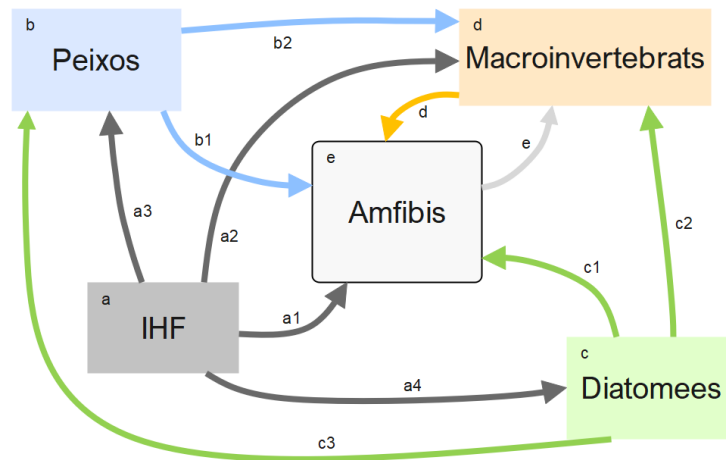 b
Peixos
b2
d
Macroinvertebrats
d
b1
e
e
Amfibis
a3
a2
c2
a
IHF
a1
c1
c
Diatomees
a4
c3